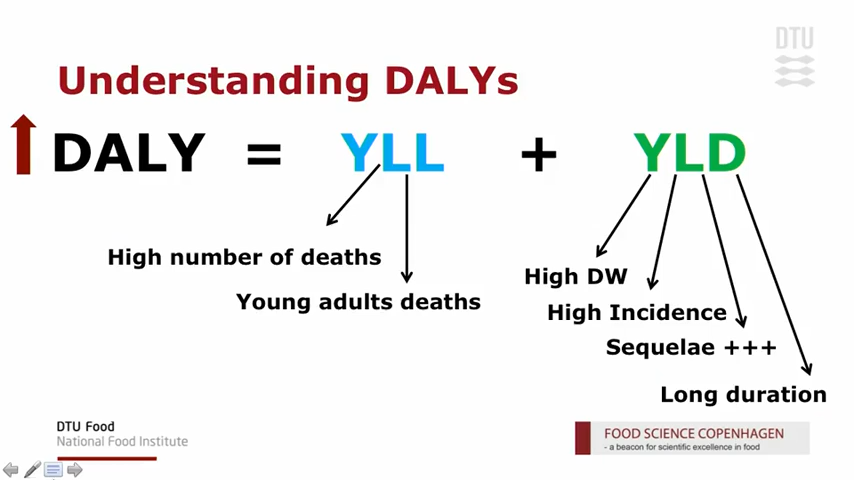 DTU
Understanding DALYs
DALY = YLL + YLD
High number of deaths
Young adults deaths
High DW
High Incidence
Sequelae +++
Long duration
DTU Food
National Food Institute
FOOD SCIENCE COPENHAGEN
- a beacon for scientific excellence in food